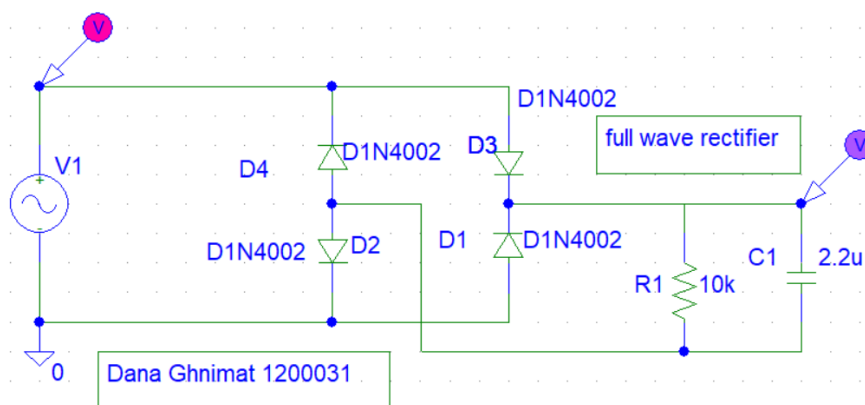 V
D1N4002
D1N4002
D3
full wave rectifier
V
V1
D4
D1N4002
D2
D1
D1N4002
C1
2.2u
R1
10k
0
Dana Ghnimat 1200031